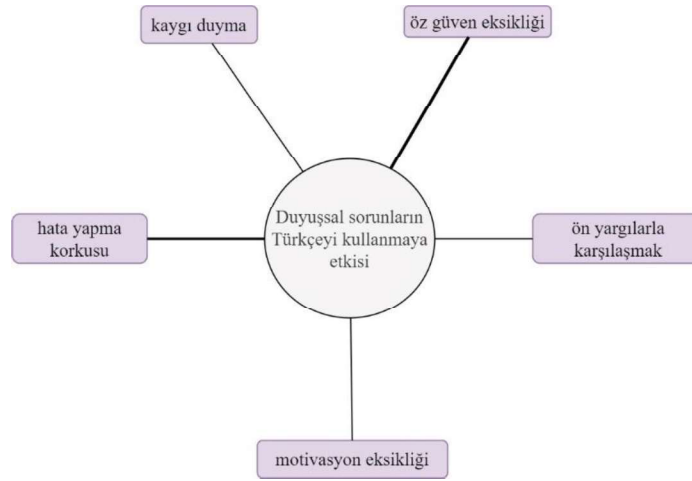 kaygı duyma
öz güven eksikliği
Duyuşsal sorunların
Türkçeyi kullanmaya
etkisi
hata yapma
korkusu
ön yargılarla
karşılaşmak
motivasyon eksikliği